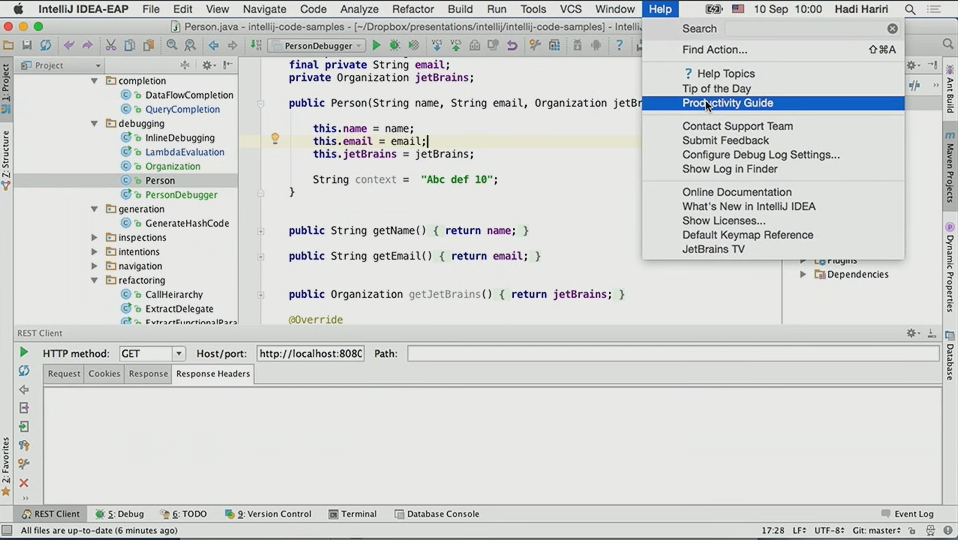 IntelliJ IDEA-EAP File Edit View Navigate Code Analyze Refactor Build Run Tools VCS Window Help 10 Sep 10:00 Hadi Hariri
Person.java - intellij-code-samples - [~/Dropbox/presentations/intellij-code-samples/
PersonDebugger
Search
Find Action... ⇧⌘A
? Help Topics
Tip of the Day
Productivity Guide
Contact Support Team
Submit Feedback
Configure Debug Log Settings...
Show Log in Finder
Online Documentation
What's New in IntelliJ IDEA
Show Licenses...
Default Keymap Reference
JetBrains TV
1: Project
7: Structure
2: Favorites
Project
completion
DataFlowCompletion
QueryCompletion
debugging
InlineDebugging
LambdaEvaluation
Organization
Person
PersonDebugger
generation
GenerateHashCode
inspections
intentions
navigation
refactoring
CallHeirarchy
ExtractDelegate
ExtractFunctionalPara
final private String email;
private Organization jetBrains;
public Person(String name, String email, Organization jetBr
this.name = name;
this.email = email;
this.jetBrains = jetBrains;
String context = "Abc def 10";
}
public String getName() { return name; }
public String getEmail() { return email; }
public Organization getJetBrains() { return jetBrains; }
@Override
Plugins
Dependencies
Ant Build
Maven Projects
Dynamic Properties
Database
REST Client
HTTP method: GET Host/port: http://localhost:8080 Path:
Request Cookies Response Response Headers
REST Client 5: Debug 6: TODO 9: Version Control Terminal Database Console Event Log
All files are up-to-date (6 minutes ago) 17:28 LF÷ UTF-8÷ Git: master÷